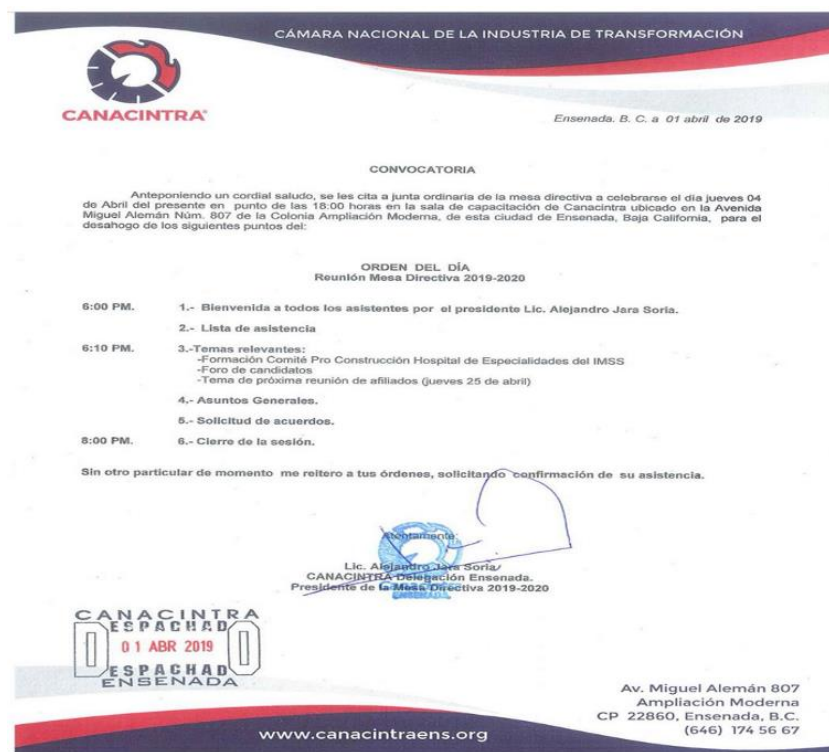 CÁMARA NACIONAL DE LA INDUSTRIA DE TRANSFORMACIÓN
CANACINTRA
Ensenada. B. C. a 01 abril de 2019
CONVOCATORIA
Anteponiendo un cordial saludo, se les cita a junta ordinaria de la mesa directiva a celebrarse el día jueves 04
de Abril del presente en punto de las 18:00 horas en la sala de capacitación de Canacintra ubicado en la Avenida
Miguel Alemán Núm. 807 de la Colonia Ampliación Moderna, de esta ciudad de Ensenada, Baja California, para el
desahogo de los siguientes puntos del:
ORDEN DEL DÍA
Reunión Mesa Directiva 2019-2020
6:00 PM. 1.- Bienvenida a todos los asistentes por el presidente Lic. Alejandro Jara Soria.
2.- Lista de asistencia
6:10 PM. 3.-Temas relevantes:
-Formación Comité Pro Construcción Hospital de Especialidades del IMSS
-Foro de candidatos
-Tema de próxima reunión de afiliados (jueves 25 de abril)
4.- Asuntos Generales.
5.- Solicitud de acuerdos.
8:00 PM. 6.- Cierre de la sesión.
Sin otro particular de momento me reitero a tus órdenes, solicitando confirmación de su asistencia.
Atentamente:
Lic. Alejandro Jara Soria
CANACINTRA Delegación Ensenada.
Presidente de la Mesa Directiva 2019-2020
CANACINTRA
ESPACHADO
01 ABR 2019
ESPACHAD
ENSENADA
Av. Miguel Alemán 807
Ampliación Moderna
CP 22860, Ensenada, B.C.
(646) 174 56 67
www.canacintraens.org